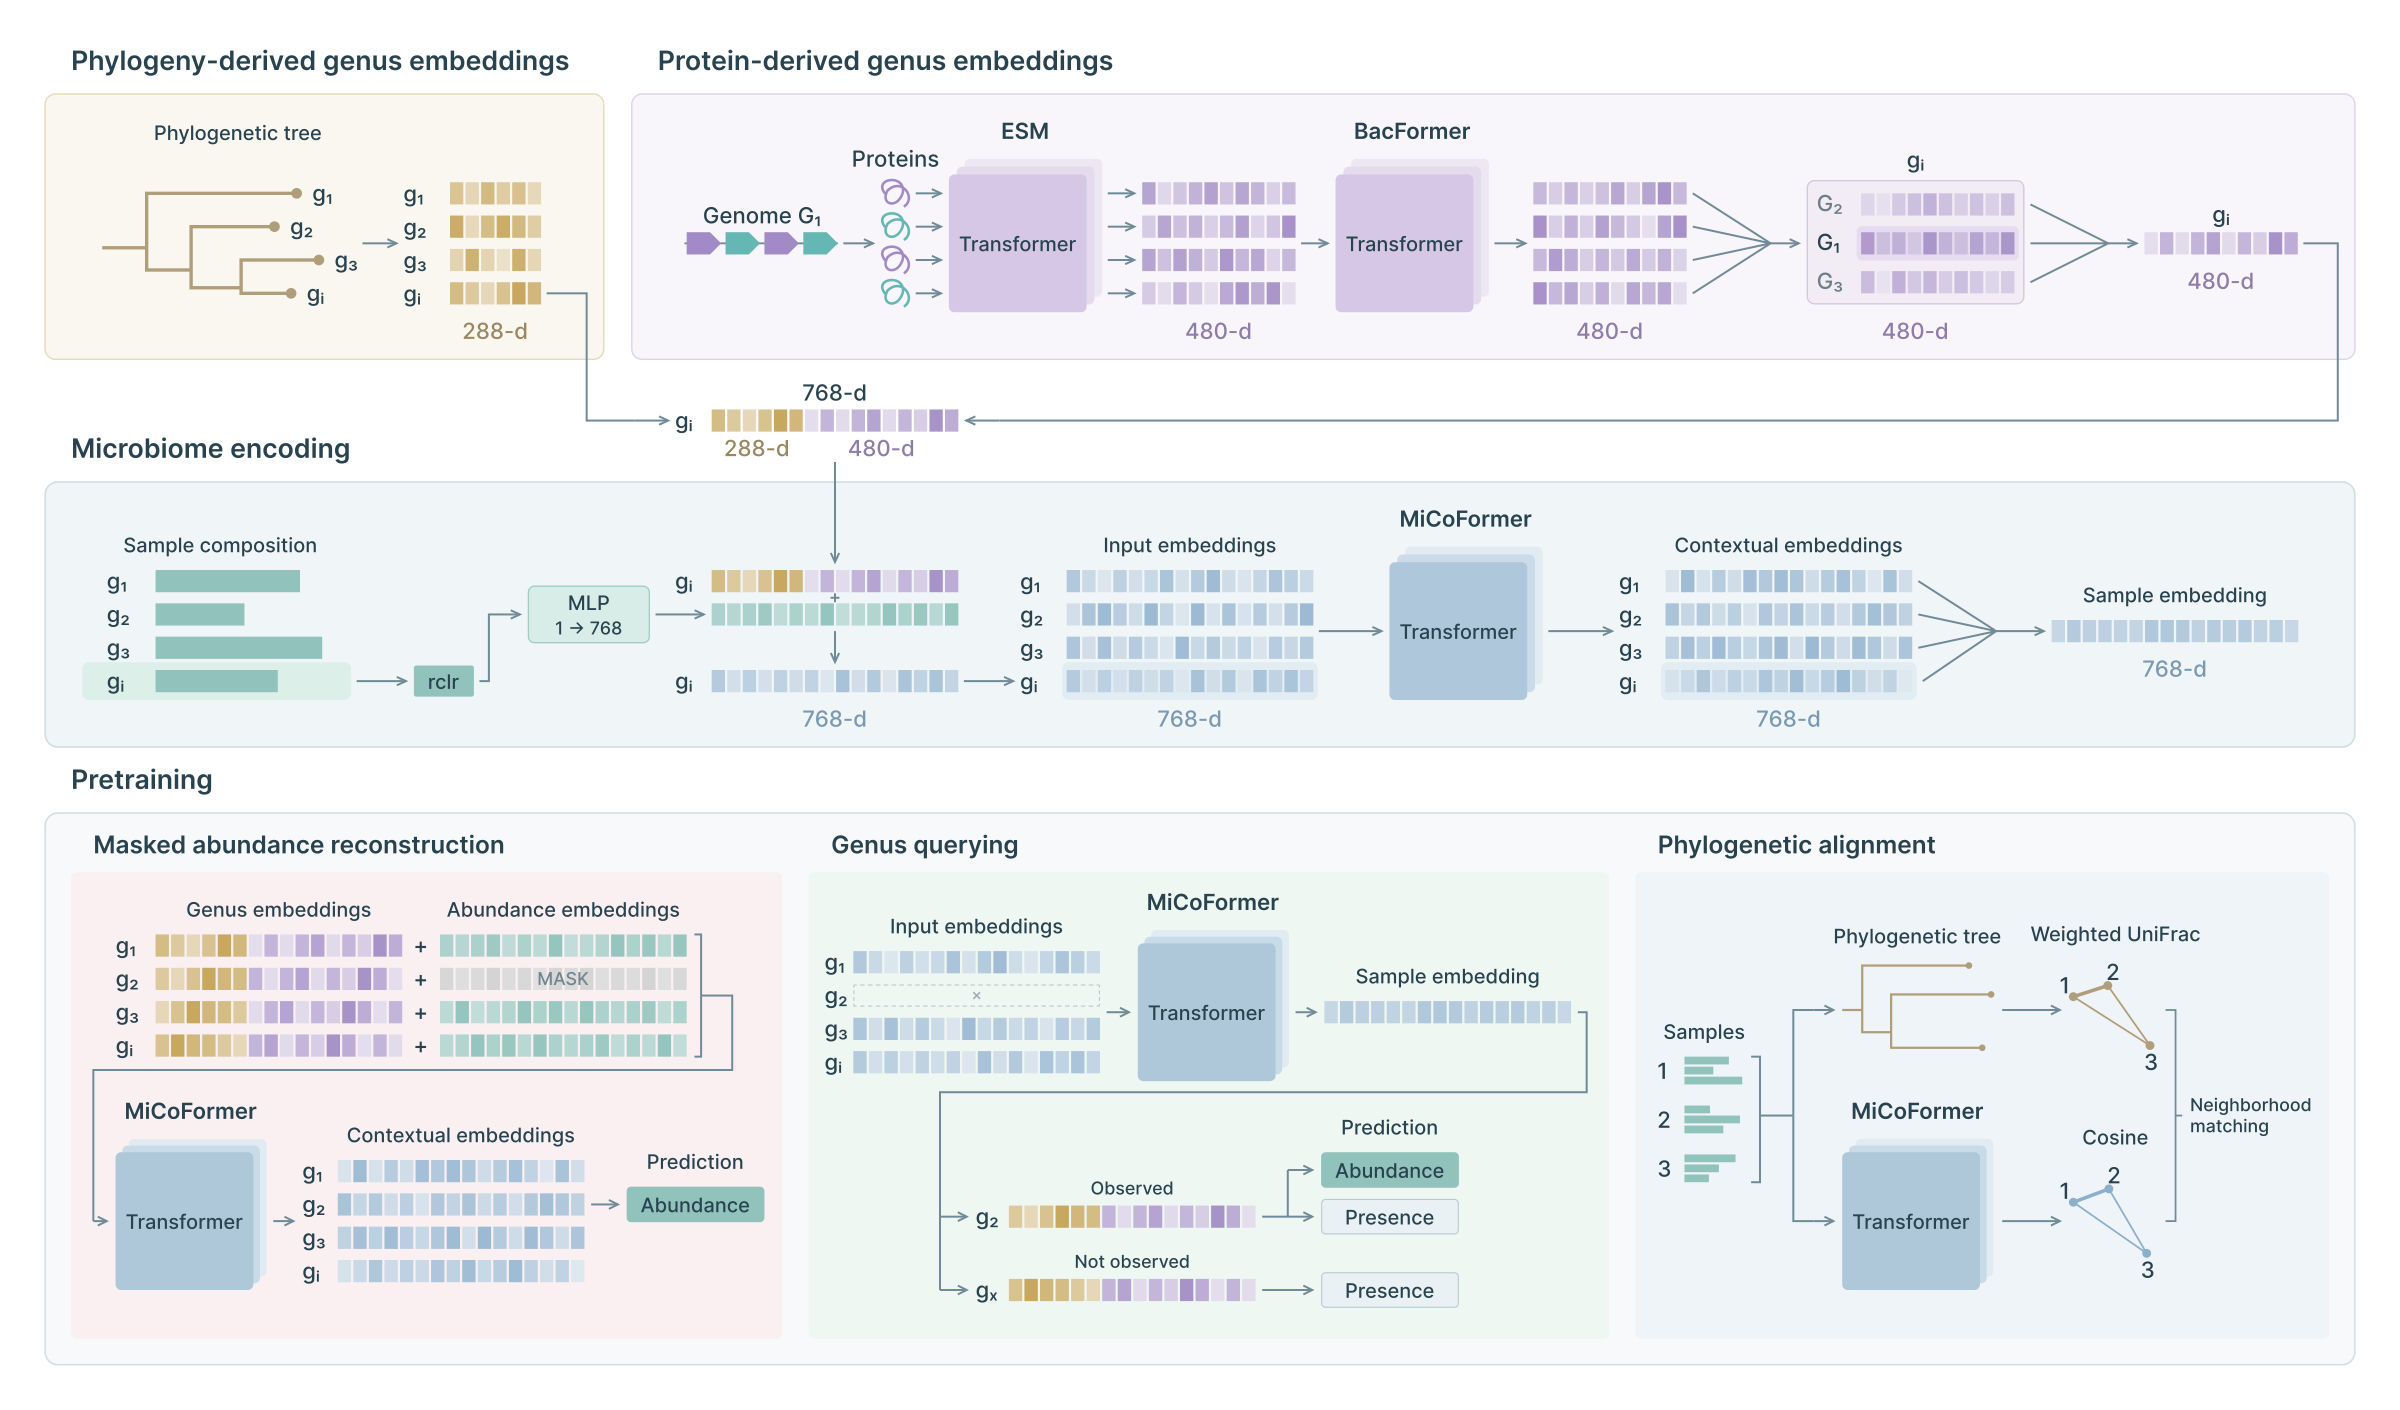 Phylogeny-derived genus embeddings
Phylogenetic tree
g₁
g₂
g₃
gᵢ
g₁
g₂
g₃
gᵢ
288-d
Protein-derived genus embeddings
Genome G₁
Proteins
ESM
Transformer
480-d
BacFormer
Transformer
480-d
gᵢ
G₂
G₁
G₃
480-d
gᵢ
480-d
768-d
gᵢ
288-d 480-d
Microbiome encoding
Sample composition
g₁
g₂
g₃
gᵢ
rclr
MLP
1 → 768
gᵢ
+
gᵢ
768-d
Input embeddings
g₁
g₂
g₃
gᵢ
768-d
MiCoFormer
Transformer
Contextual embeddings
g₁
g₂
g₃
gᵢ
768-d
Sample embedding
768-d
Pretraining
Masked abundance reconstruction
Genus embeddings Abundance embeddings
g₁ +
g₂ + MASK
g₃ +
gᵢ +
MiCoFormer
Transformer
Contextual embeddings
g₁
g₂
g₃
gᵢ
Prediction
Abundance
Genus querying
Input embeddings
g₁
g₂ ×
g₃
gᵢ
MiCoFormer
Transformer
Sample embedding
Observed
g₂
Not observed
gₓ
Prediction
Abundance
Presence
Presence
Phylogenetic alignment
Samples
1
2
3
Phylogenetic tree
Weighted UniFrac
1
2
3
MiCoFormer
Transformer
Cosine
1
2
3
Neighborhood
matching